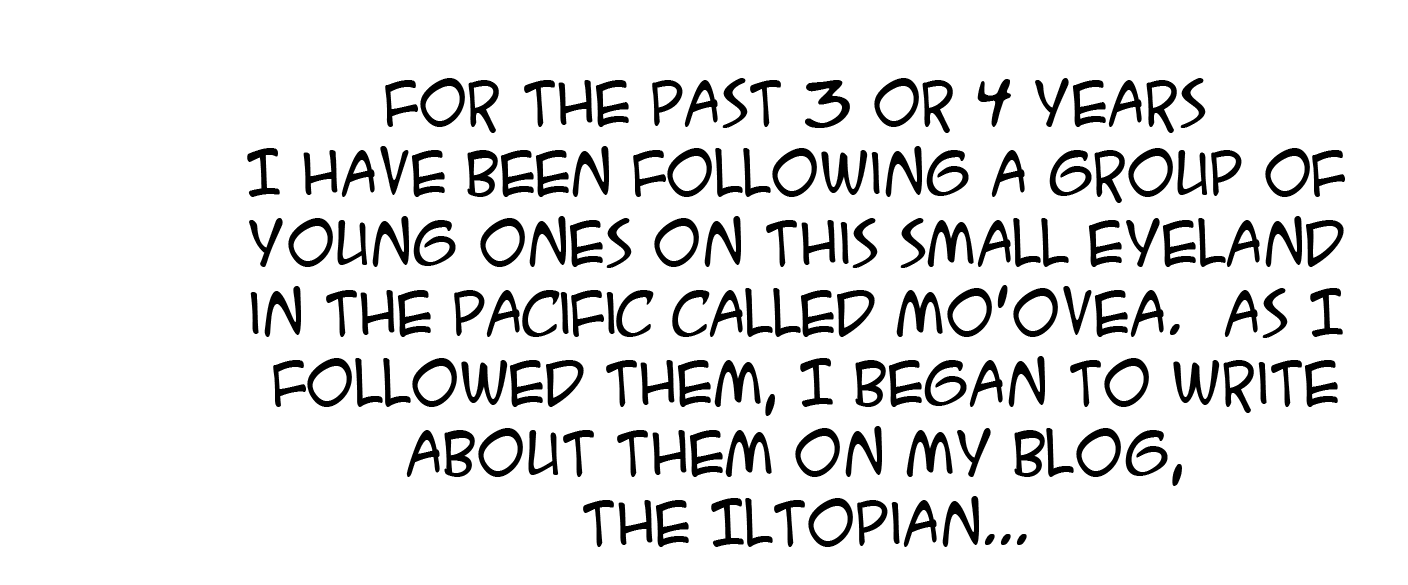 FOR THE PAST 3 OR 4 YEARS
I HAVE BEEN FOLLOWING A GROUP OF
YOUNG ONES ON THIS SMALL EYELAND
IN THE PACIFIC CALLED MO'OVEA. AS I
FOLLOWED THEM, I BEGAN TO WRITE
ABOUT THEM ON MY BLOG,
THE ILTOPIAN...